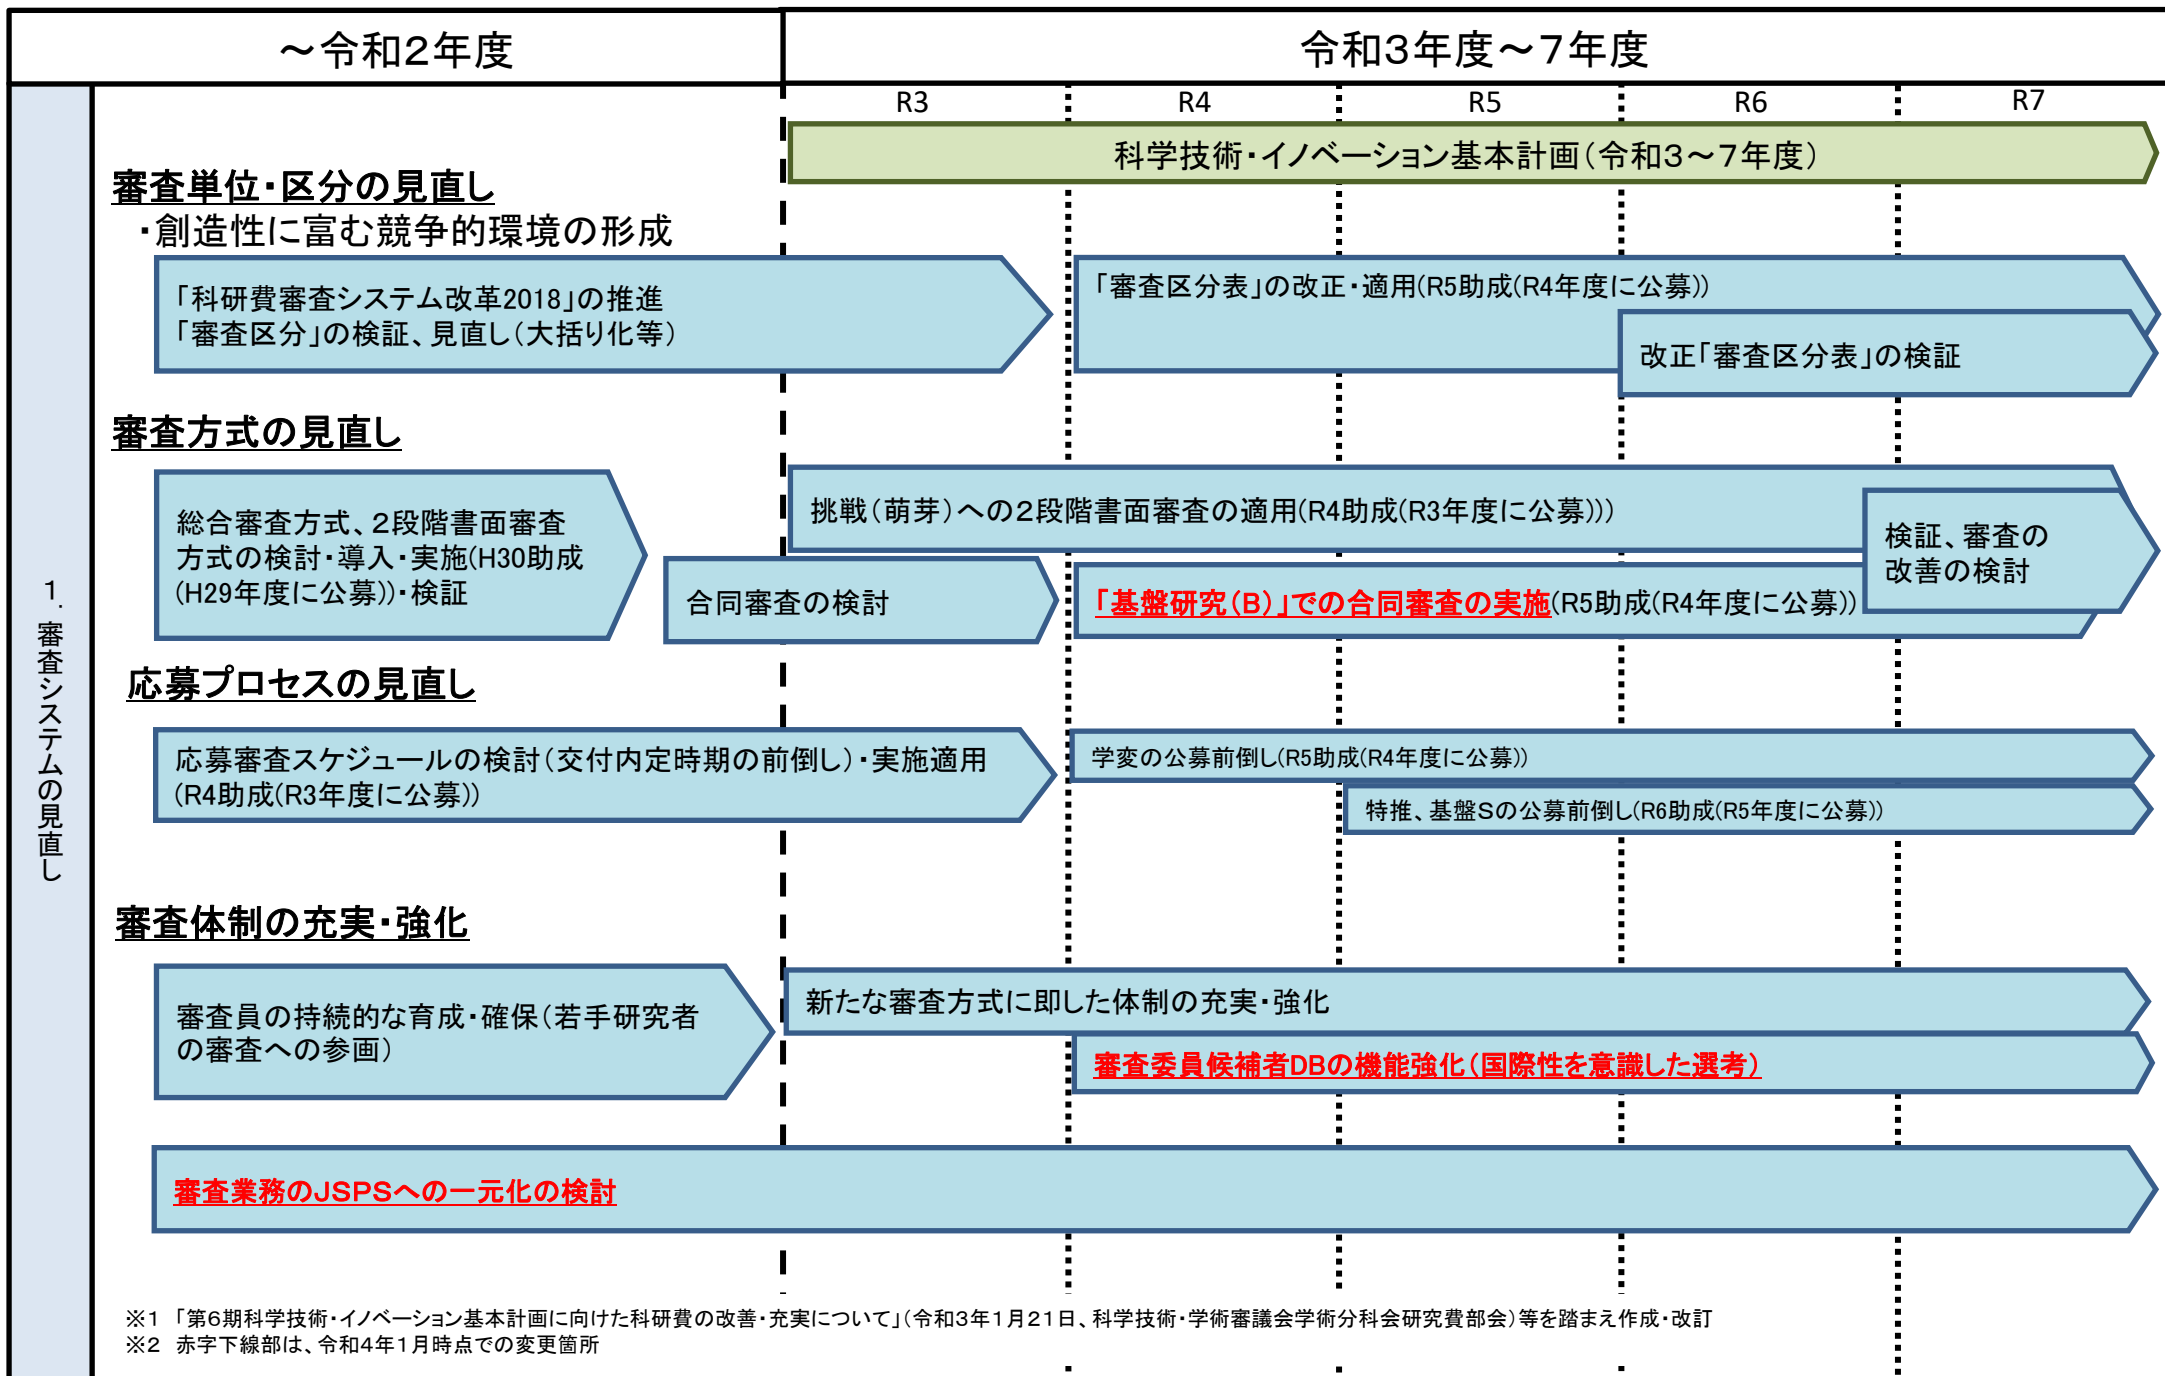 ～令和２年度
令和３年度～７年度
R3
R4
R5
R6
R7
科学技術・イノベーション基本計画（令和３～７年度）
審査単位・区分の見直し
・創造性に富む競争的環境の形成
「科研費審査システム改革2018」の推進
「審査区分」の検証、見直し（大括り化等）
「審査区分表」の改正・適用(R5助成(R4年度に公募))
改正「審査区分表」の検証
審査方式の見直し
総合審査方式、２段階書面審査
方式の検討・導入・実施(H30助成
(H29年度に公募))・検証
合同審査の検討
挑戦（萌芽）への２段階書面審査の適用(R4助成(R3年度に公募)))
「基盤研究（Ｂ）」での合同審査の実施(R5助成(R4年度に公募))
検証、審査の
改善の検討
応募プロセスの見直し
応募審査スケジュールの検討（交付内定時期の前倒し）・実施適用
(R4助成(R3年度に公募))
学変の公募前倒し(R5助成(R4年度に公募))
特推、基盤Ｓの公募前倒し(R6助成(R5年度に公募))
審査体制の充実・強化
審査員の持続的な育成・確保（若手研究者
の審査への参画）
新たな審査方式に即した体制の充実・強化
審査委員候補者DBの機能強化（国際性を意識した選考）
審査業務のＪＳＰＳへの一元化の検討
１．審査システムの見直し
※１　「第６期科学技術・イノベーション基本計画に向けた科研費の改善・充実について」（令和３年１月２１日、科学技術・学術審議会学術分科会研究費部会）等を踏まえ作成・改訂
※２　赤字下線部は、令和４年１月時点での変更箇所